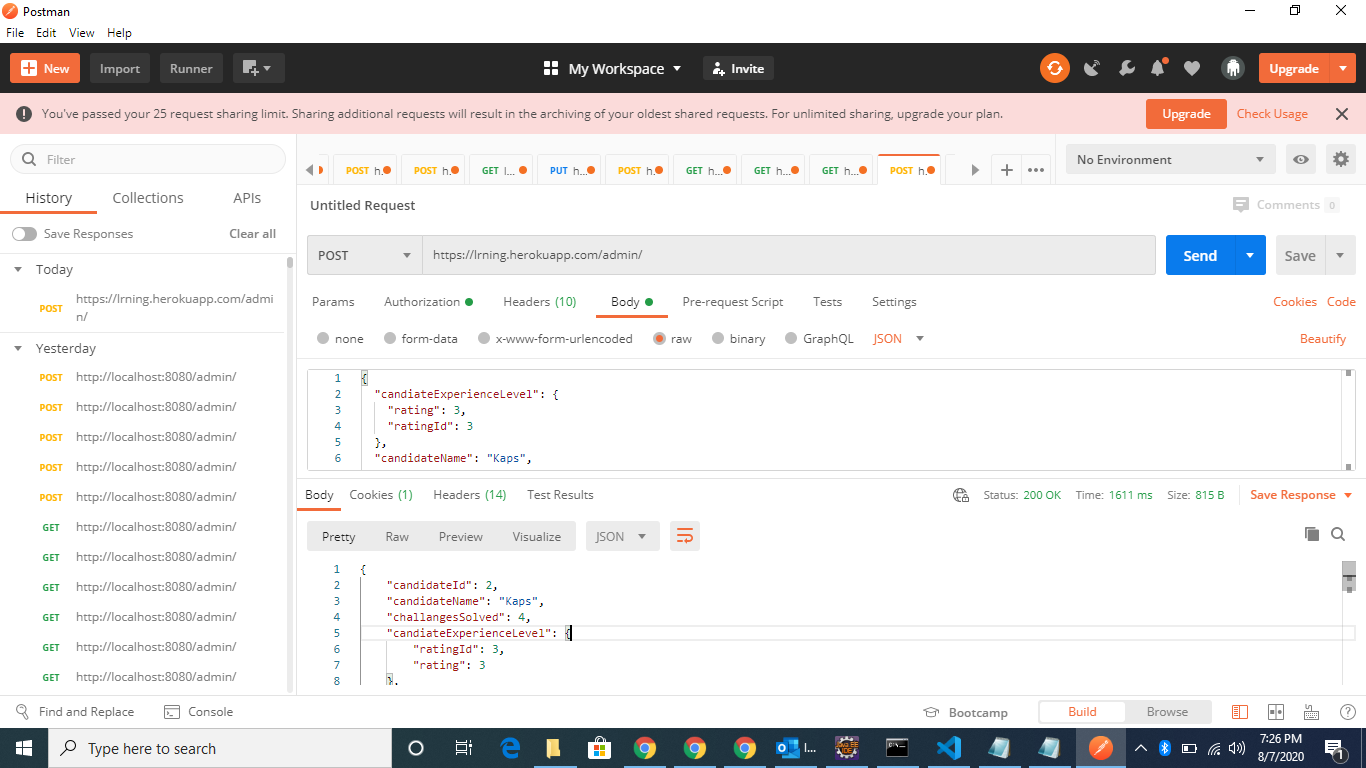 Postman
File Edit View Help
New Import Runner My Workspace Invite Upgrade
You've passed your 25 request sharing limit. Sharing additional requests will result in the archiving of your oldest shared requests. For unlimited sharing, upgrade your plan. Upgrade Check Usage
Filter
History Collections APIs
Save Responses Clear all
Today
POST https://lrning.herokuapp.com/admi
n/
Yesterday
POST http://localhost:8080/admin/
POST http://localhost:8080/admin/
POST http://localhost:8080/admin/
POST http://localhost:8080/admin/
POST http://localhost:8080/admin/
GET http://localhost:8080/admin/
GET http://localhost:8080/admin/
GET http://localhost:8080/admin/
GET http://localhost:8080/admin/
GET http://localhost:8080/admin/
GET http://localhost:8080/admin/
POST h. POST h. GET l... PUT h... POST h. GET h... GET h... GET h... POST h. No Environment
Untitled Request Comments 0
POST https://lrning.herokuapp.com/admin/ Send Save
Params Authorization Headers (10) Body Pre-request Script Tests Settings Cookies Code
none form-data x-www-form-urlencoded raw binary GraphQL JSON Beautify
1 {
2 "candiateExperienceLevel": {
3 "rating": 3,
4 "ratingId": 3
5 },
6 "candidateName": "Kaps",
Body Cookies (1) Headers (14) Test Results Status: 200 OK Time: 1611 ms Size: 815 B Save Response
Pretty Raw Preview Visualize JSON
1 {
2 "candidateId": 2,
3 "candidateName": "Kaps",
4 "challangesSolved": 4,
5 "candiateExperienceLevel": {
6 "ratingId": 3,
7 "rating": 3
8 },
Find and Replace Console Bootcamp Build Browse
Type here to search l... 7:26 PM
8/7/2020 1